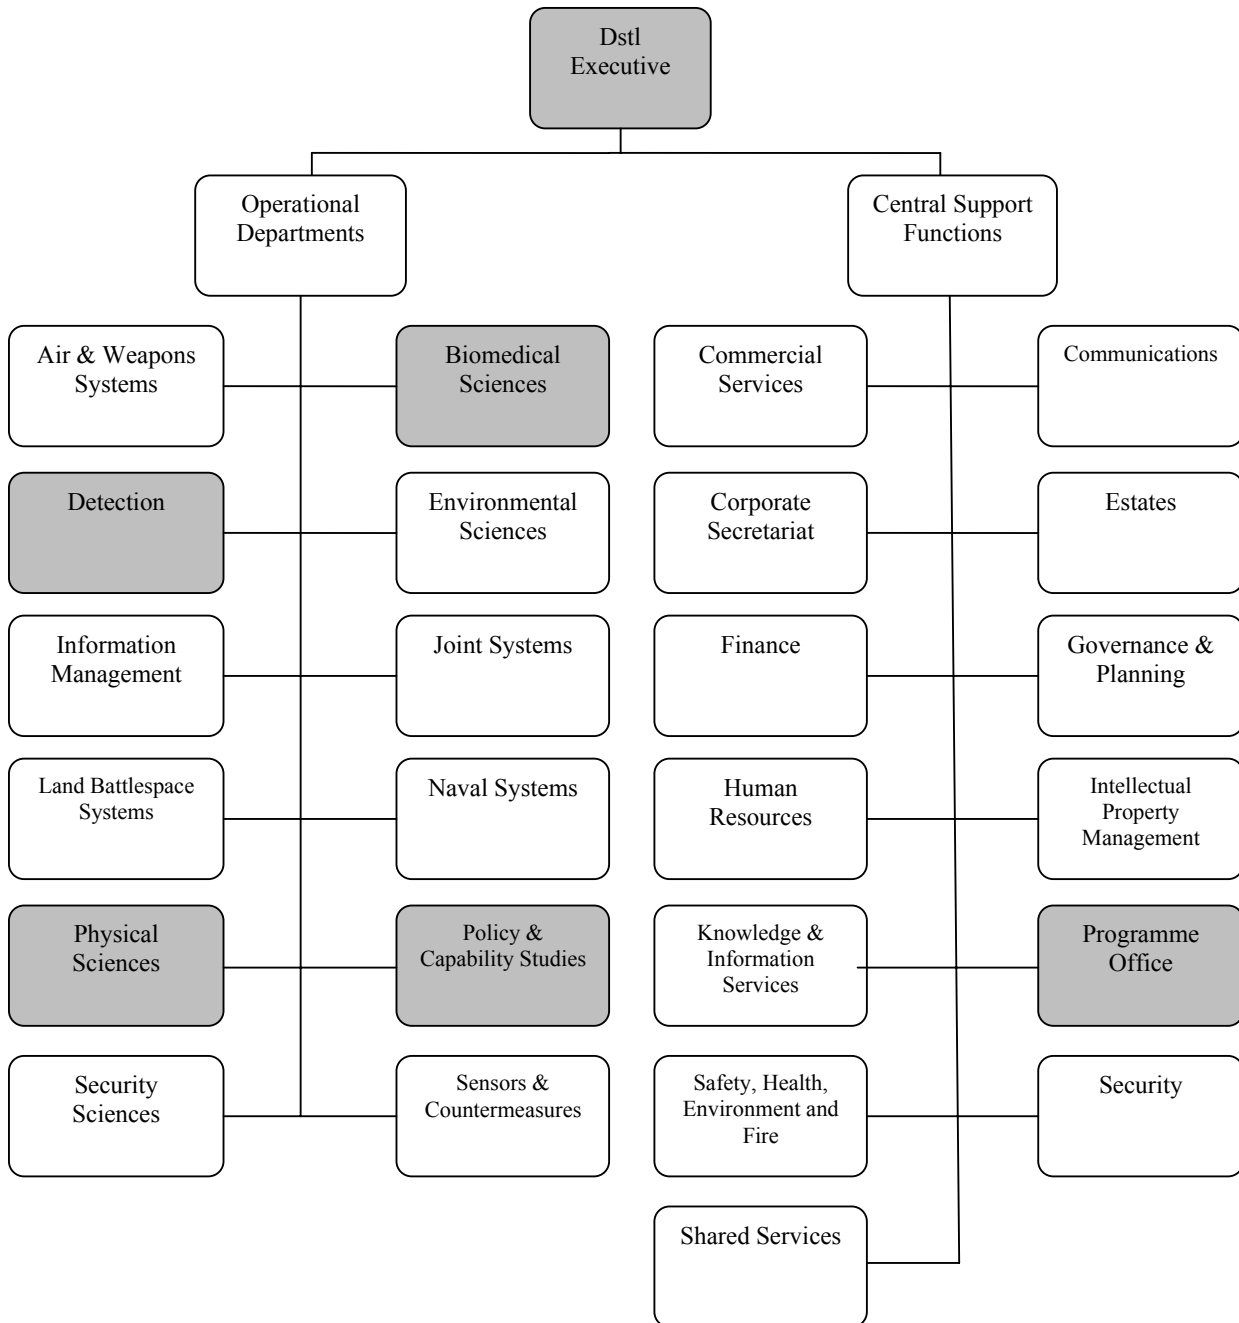 Dstl
Executive
Operational
Departments
Central Support
Functions
Air & Weapons
Systems
Biomedical
Sciences
Commercial
Services
Communications
Detection
Environmental
Sciences
Corporate
Secretariat
Estates
Information
Management
Joint Systems
Finance
Governance &
Planning
Land Battlespace
Systems
Naval Systems
Human
Resources
Intellectual
Property
Management
Physical
Sciences
Policy &
Capability Studies
Knowledge &
Information
Services
Programme
Office
Security
Sciences
Sensors &
Countermeasures
Safety, Health,
Environment and
Fire
Security
Shared Services